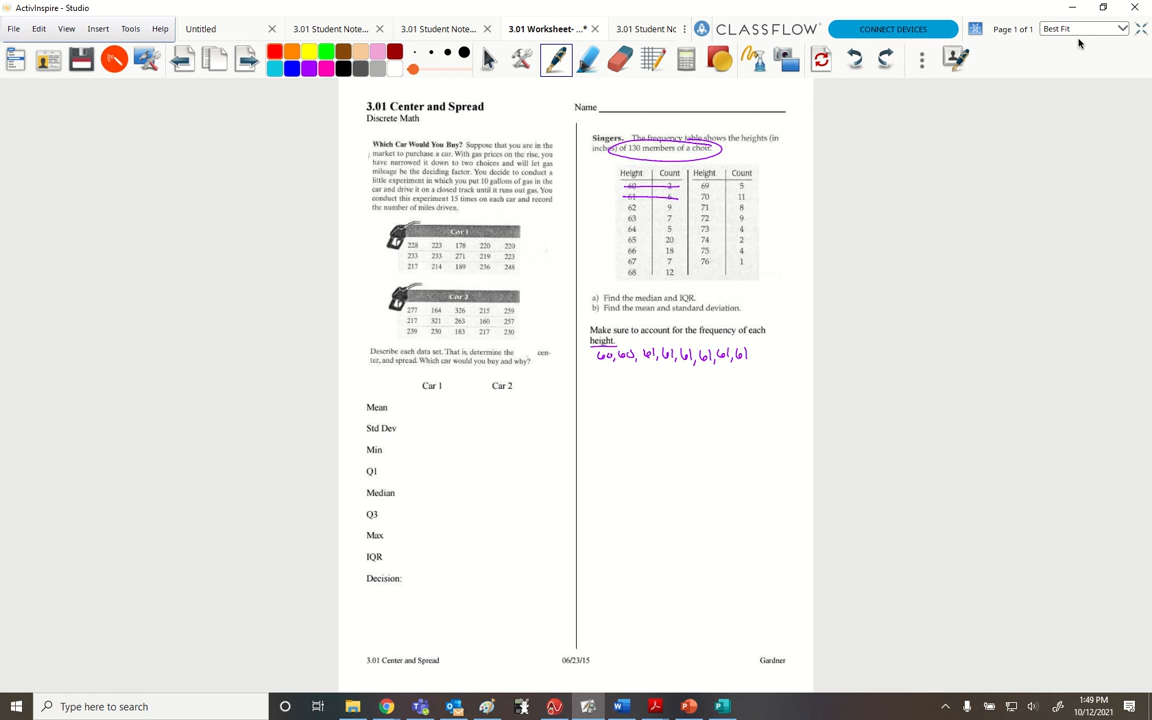 ActivInspire - Studio
File Edit View Insert Tools Help
Untitled
3.01 Student Note...
3.01 Student Note...
3.01 Worksheet- ...*
3.01 Student Nc
CLASSFLOW
CONNECT DEVICES
Page 1 of 1
Best Fit
3.01 Center and Spread
Discrete Math
Name
Which Car Would You Buy? Suppose that you are in the
market to purchase a car. With gas prices on the rise, you
have narrowed it down to two choices and will let gas
mileage be the deciding factor. You decide to conduct a
little experiment in which you put 10 gallons of gas in the
car and drive it on a closed track until it runs out gas. You
conduct this experiment 15 times on each car and record
the number of miles driven.
Car 1
228 223 178 220 220
233 233 271 219 223
217 214 189 236 248
Car 2
277 164 326 215 259
217 321 263 160 257
239 230 183 217 230
Describe each data set. That is, determine the cen-
ter, and spread. Which car would you buy and why?
Car 1 Car 2
Mean
Std Dev
Min
Q1
Median
Q3
Max
IQR
Decision:
Singers. The frequency table shows the heights (in
inches) of 130 members of a choir.
Height Count Height Count
60 2 69 5
61 6 70 11
62 9 71 8
63 7 72 9
64 5 73 4
65 20 74 2
66 18 75 4
67 7 76 1
68 12
a) Find the median and IQR.
b) Find the mean and standard deviation.
Make sure to account for the frequency of each
height.
60, 60, 61, 61, 61, 61, 61, 61
3.01 Center and Spread
06/23/15
Gardner
Type here to search
1:49 PM
10/12/2021